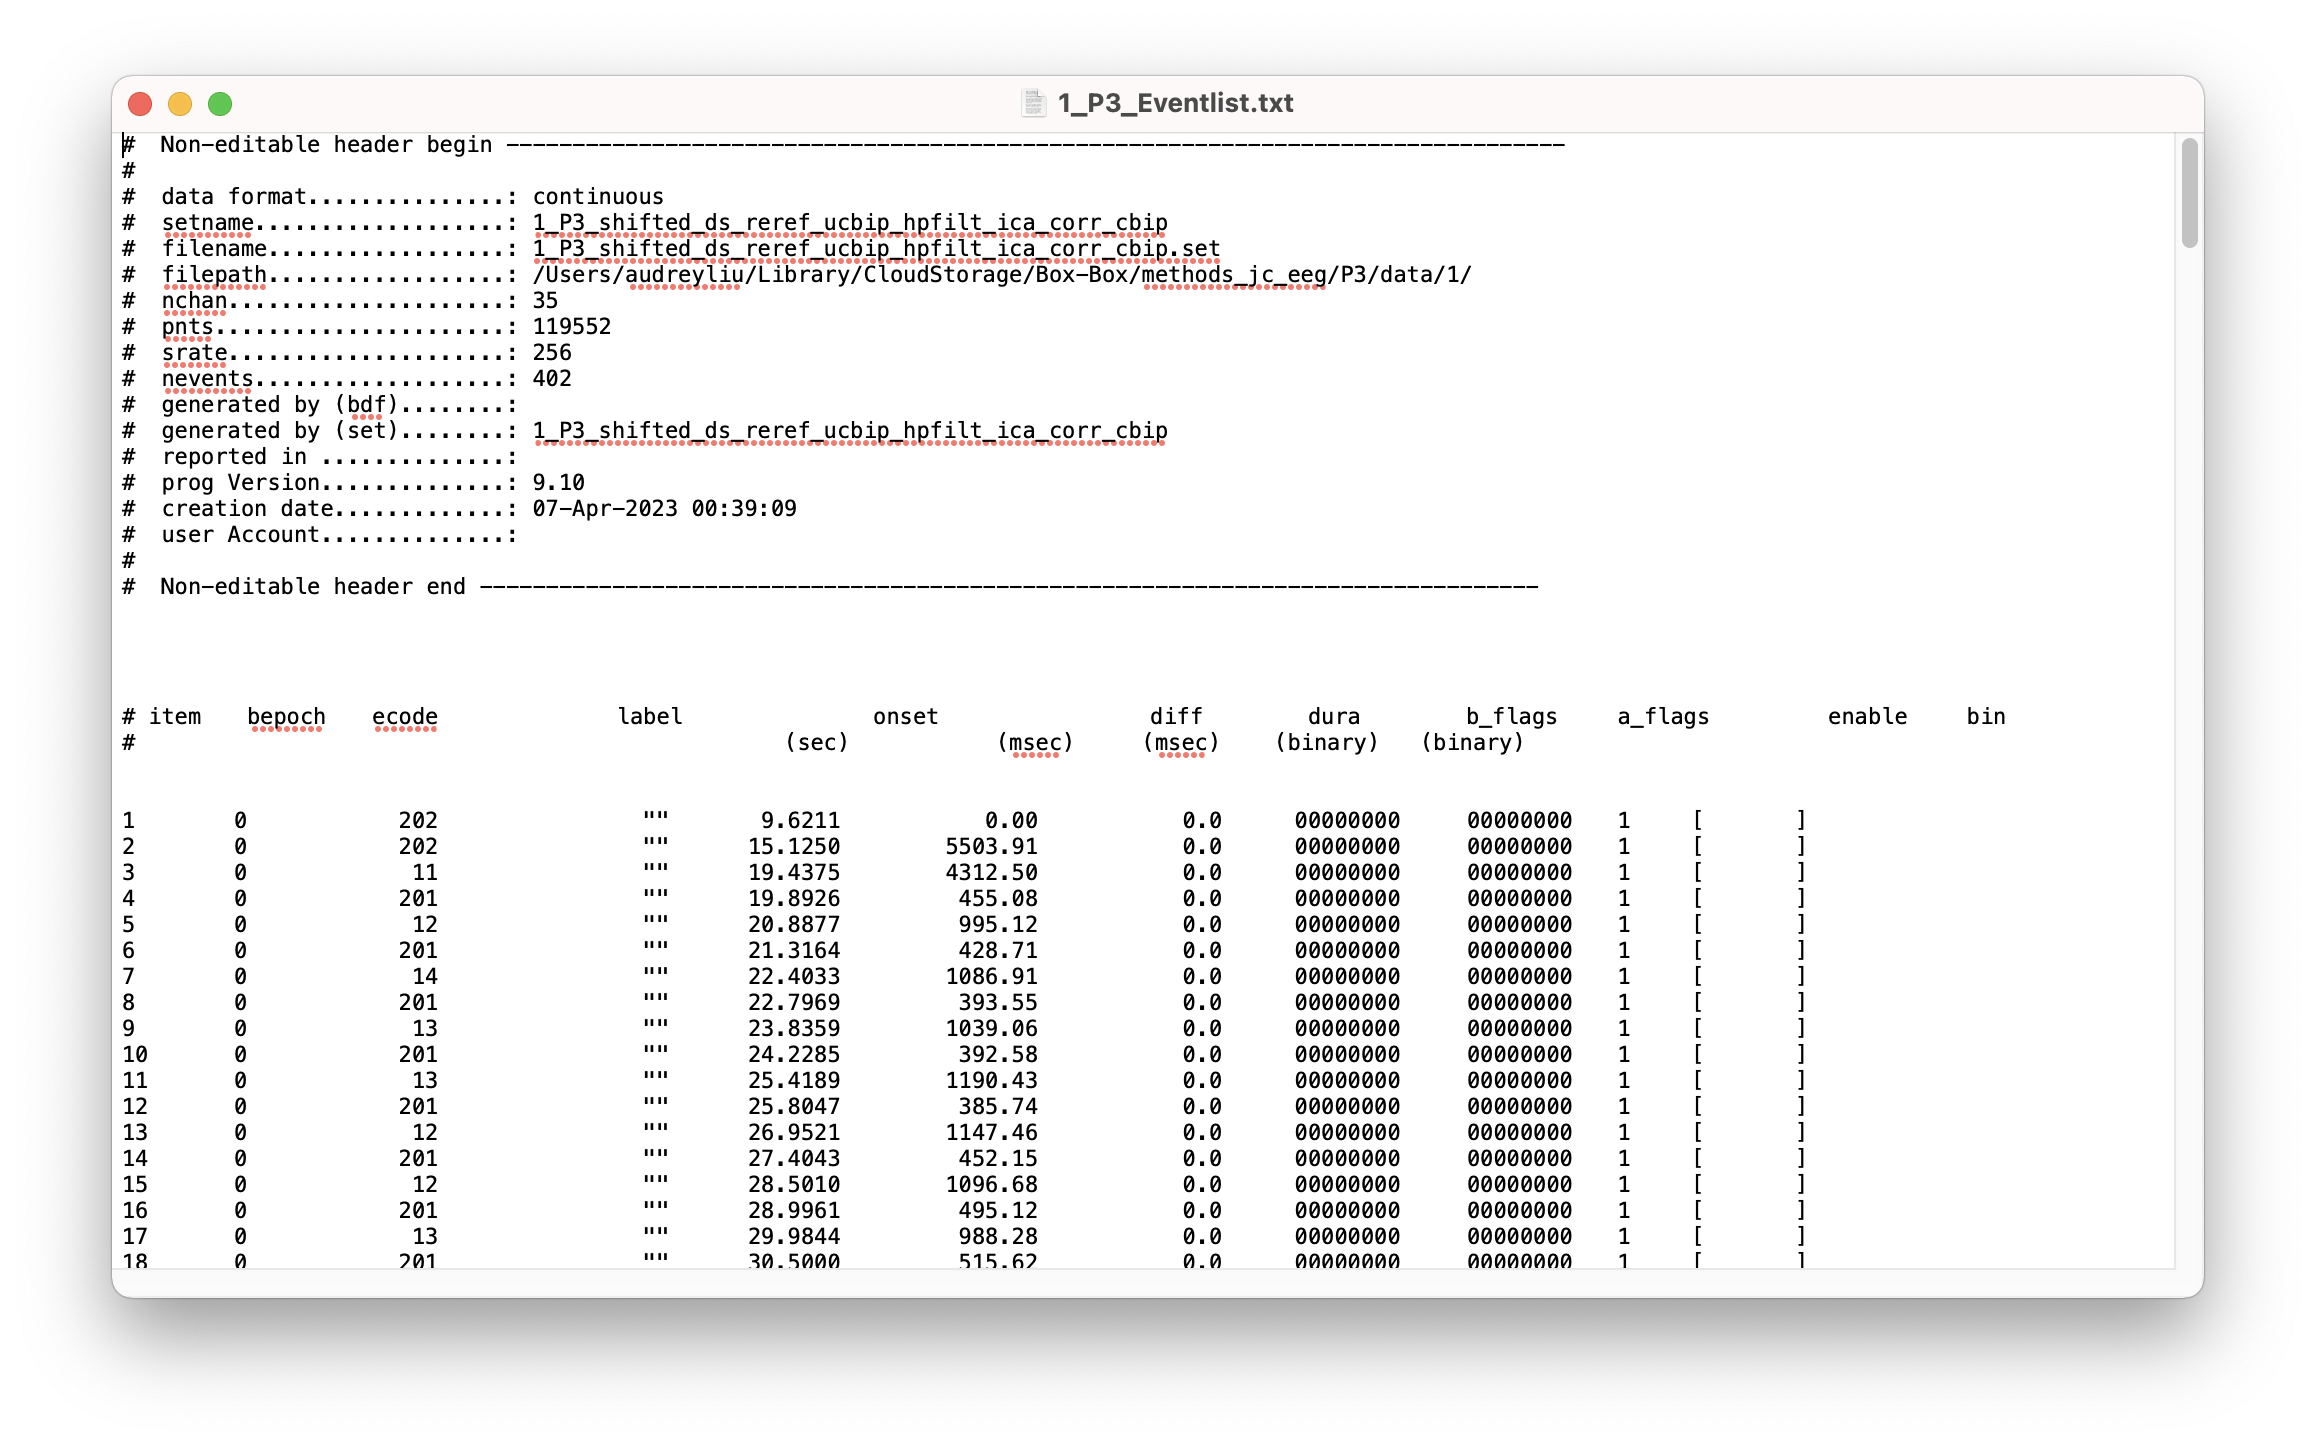 1_P3_Eventlist.txt
#  Non-editable header begin --------------------------------------------------------------------------------
#
#  data format...............: continuous
#  setname...................: 1_P3_shifted_ds_reref_ucbip_hpfilt_ica_corr_cbip
#  filename..................: 1_P3_shifted_ds_reref_ucbip_hpfilt_ica_corr_cbip.set
#  filepath..................: /Users/audreyliu/Library/CloudStorage/Box-Box/methods_jc_eeg/P3/data/1/
#  nchan.....................: 35
#  pnts......................: 119552
#  srate.....................: 256
#  nevents...................: 402
#  generated by (bdf)........:
#  generated by (set)........: 1_P3_shifted_ds_reref_ucbip_hpfilt_ica_corr_cbip
#  reported in ..............:
#  prog Version..............: 9.10
#  creation date.............: 07-Apr-2023 00:39:09
#  user Account..............:
#
#  Non-editable header end --------------------------------------------------------------------------------
# item bepoch ecode label onset diff dura b_flags a_flags enable bin
# (sec) (msec) (msec) (binary) (binary)
1 0 202 "" 9.6211 0.00 0.0 00000000 00000000 1 [ ]
2 0 202 "" 15.1250 5503.91 0.0 00000000 00000000 1 [ ]
3 0 11 "" 19.4375 4312.50 0.0 00000000 00000000 1 [ ]
4 0 201 "" 19.8926 455.08 0.0 00000000 00000000 1 [ ]
5 0 12 "" 20.8877 995.12 0.0 00000000 00000000 1 [ ]
6 0 201 "" 21.3164 428.71 0.0 00000000 00000000 1 [ ]
7 0 14 "" 22.4033 1086.91 0.0 00000000 00000000 1 [ ]
8 0 201 "" 22.7969 393.55 0.0 00000000 00000000 1 [ ]
9 0 13 "" 23.8359 1039.06 0.0 00000000 00000000 1 [ ]
10 0 201 "" 24.2285 392.58 0.0 00000000 00000000 1 [ ]
11 0 13 "" 25.4189 1190.43 0.0 00000000 00000000 1 [ ]
12 0 201 "" 25.8047 385.74 0.0 00000000 00000000 1 [ ]
13 0 12 "" 26.9521 1147.46 0.0 00000000 00000000 1 [ ]
14 0 201 "" 27.4043 452.15 0.0 00000000 00000000 1 [ ]
15 0 12 "" 28.5010 1096.68 0.0 00000000 00000000 1 [ ]
16 0 201 "" 28.9961 495.12 0.0 00000000 00000000 1 [ ]
17 0 13 "" 29.9844 988.28 0.0 00000000 00000000 1 [ ]
18 0 201 "" 30.5000 515.62 0.0 00000000 00000000 1 [ ]